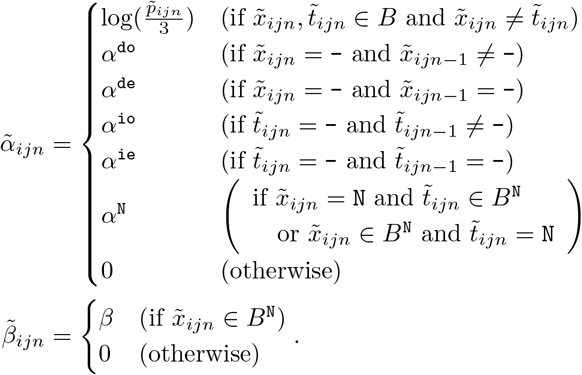 log(p̃ᵢⱼₙ/3) (if x̃ᵢⱼₙ, t̃ᵢⱼₙ ∈ B and x̃ᵢⱼₙ ≠ t̃ᵢⱼₙ)
α^do (if x̃ᵢⱼₙ = - and x̃ᵢⱼₙ₋₁ ≠ -)
α^de (if x̃ᵢⱼₙ = - and x̃ᵢⱼₙ₋₁ = -)
α^io (if t̃ᵢⱼₙ = - and t̃ᵢⱼₙ₋₁ ≠ -)
α̃ᵢⱼₙ = { α^ie (if t̃ᵢⱼₙ = - and t̃ᵢⱼₙ₋₁ = -)
α^N ( if x̃ᵢⱼₙ = N and t̃ᵢⱼₙ ∈ B^N
or x̃ᵢⱼₙ ∈ B^N and t̃ᵢⱼₙ = N )
0 (otherwise)
β̃ᵢⱼₙ = { β (if x̃ᵢⱼₙ ∈ B^N)
0 (otherwise) .